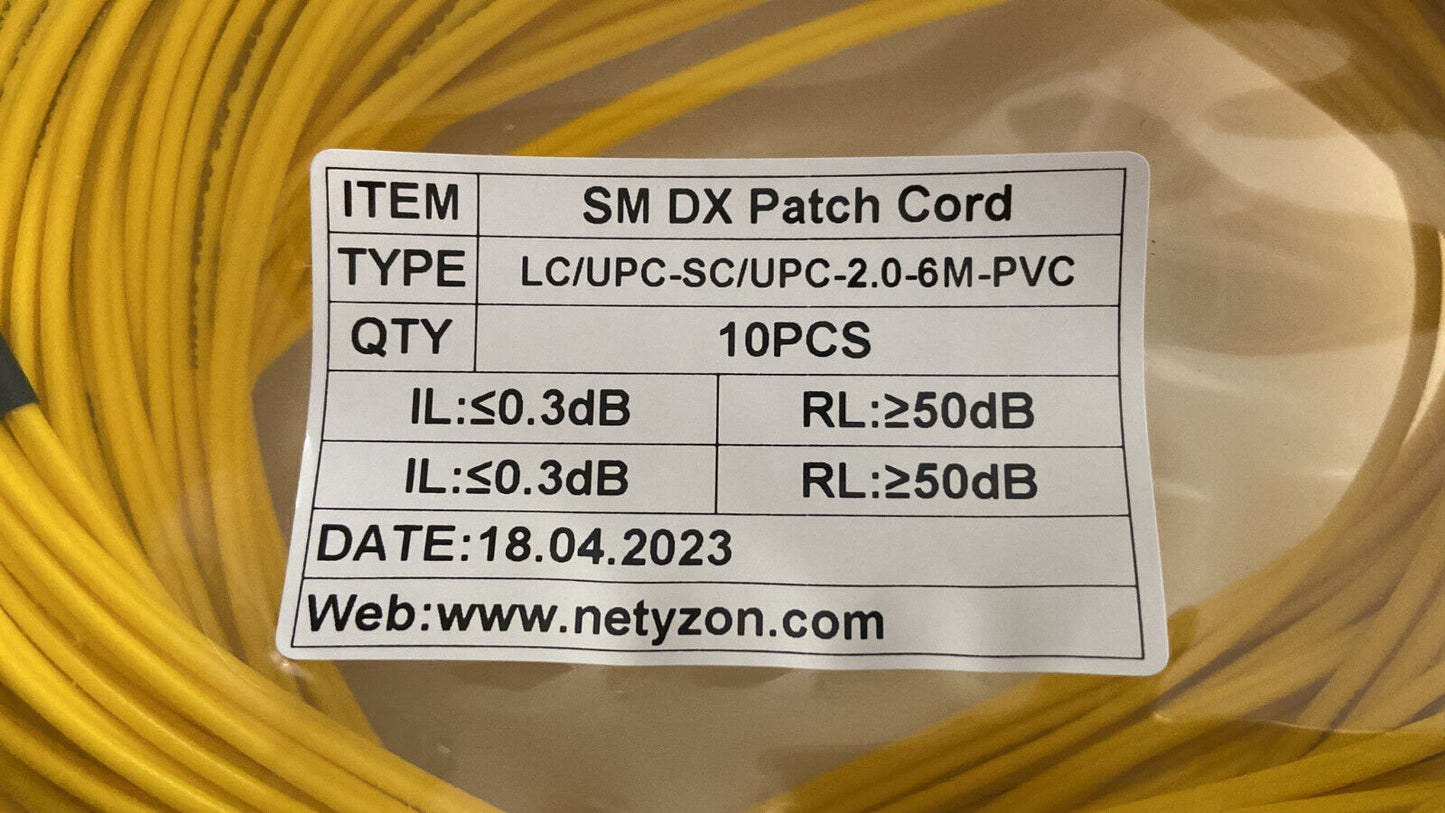 ITEM SM DX Patch Cord
TYPE LC/UPC-SC/UPC-2.0-6M-PVC
QTY 10PCS
IL:≤0.3dB RL:≥50dB
IL:≤0.3dB RL:≥50dB
DATE:18.04.2023
Web:www.netyzon.com